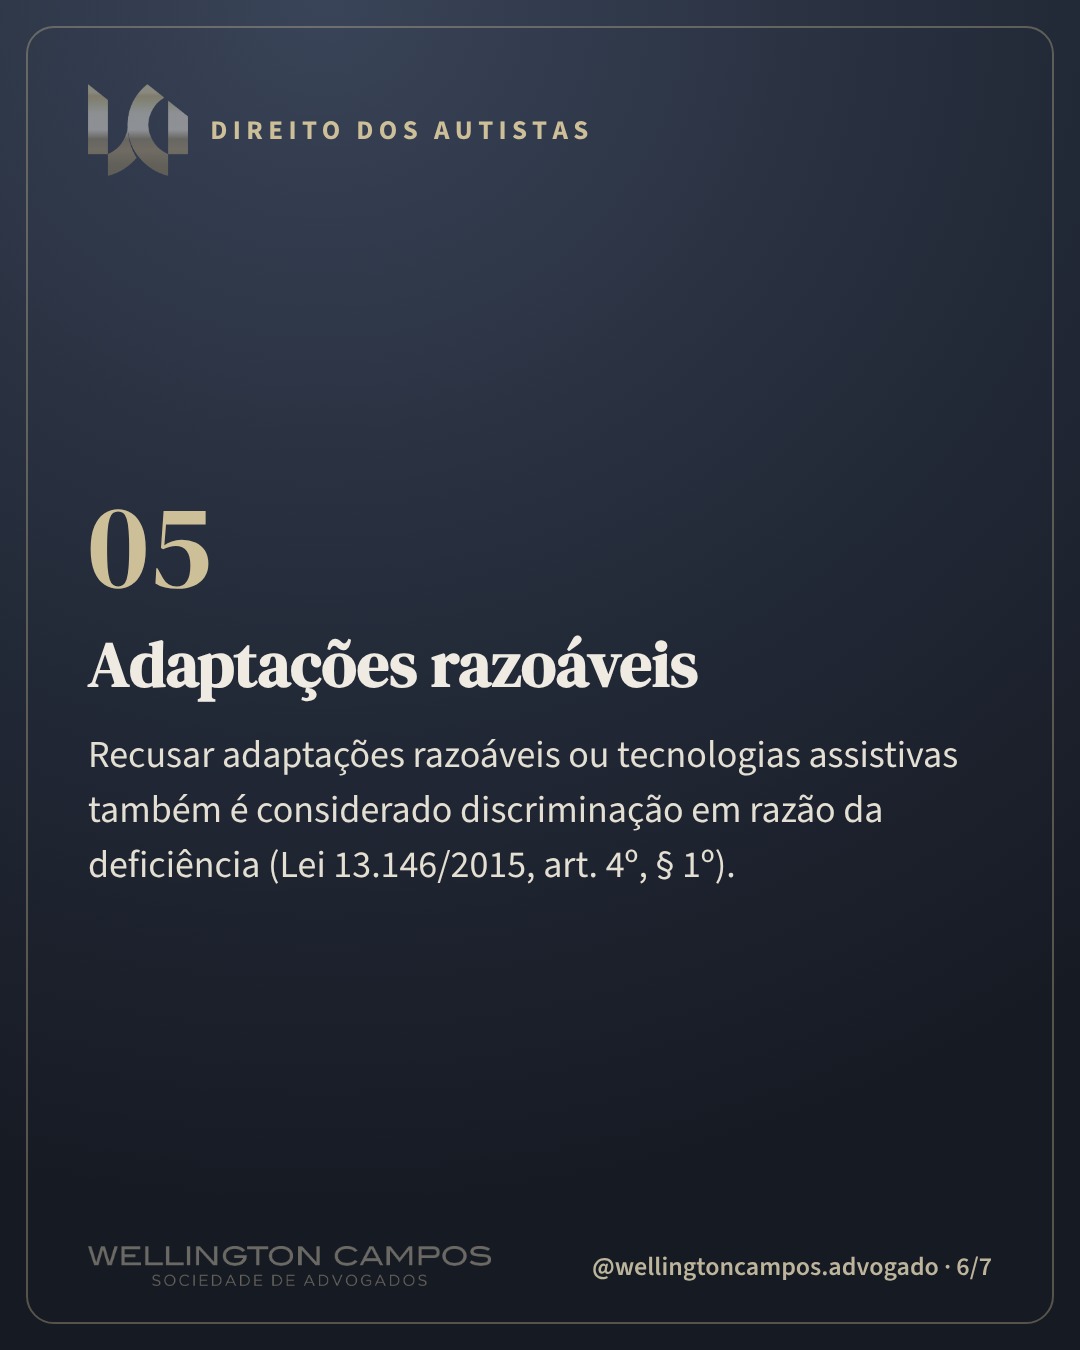 DIREITO DOS AUTISTAS
05
Adaptações razoáveis
Recusar adaptações razoáveis ou tecnologias assistivas
também é considerado discriminação em razão da
deficiência (Lei 13.146/2015, art. 4º, § 1º).
WELLINGTON CAMPOS
SOCIEDADE DE ADVOGADOS
@wellingtoncampos.advogado · 6/7